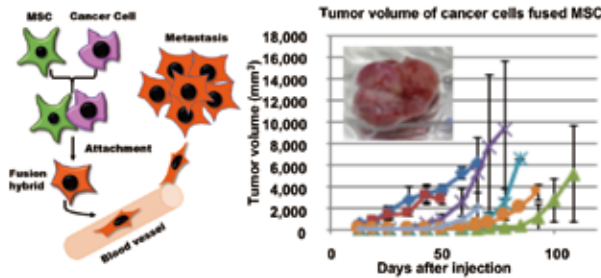 MSC Cancer Cell
Metastasis
Attachment
Fusion
hybrid
Blood vessel
Tumor volume of cancer cells fused MSC
Tumor volume (mm³)
18,000
16,000
14,000
12,000
10,000
8,000
6,000
4,000
2,000
0
0
50
100
Days after injection